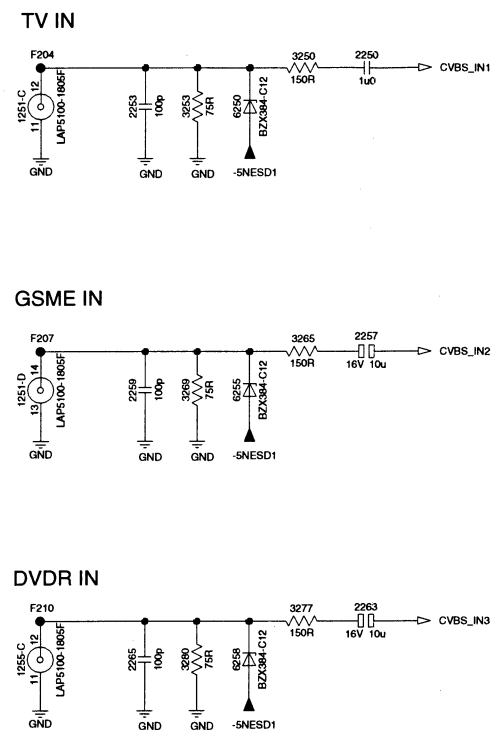 TV IN
F204
3250
2250
CVBS_IN1
150R
1u0
1251-C
12
11
LAP5100-1805F
2253
100p
3253
75R
6250
BZX384-C12
GND
GND
GND
-5NESD1
GSME IN
F207
3265
2257
CVBS_IN2
150R
16V 10u
1251-D
14
13
LAP5100-1805F
2259
100p
3269
75R
6255
BZX384-C12
GND
GND
GND
-5NESD1
DVDR IN
F210
3277
2263
CVBS_IN3
150R
16V 10u
1255-C
12
11
LAP5100-1805F
2265
100p
3280
75R
6258
BZX384-C12
GND
GND
GND
-5NESD1